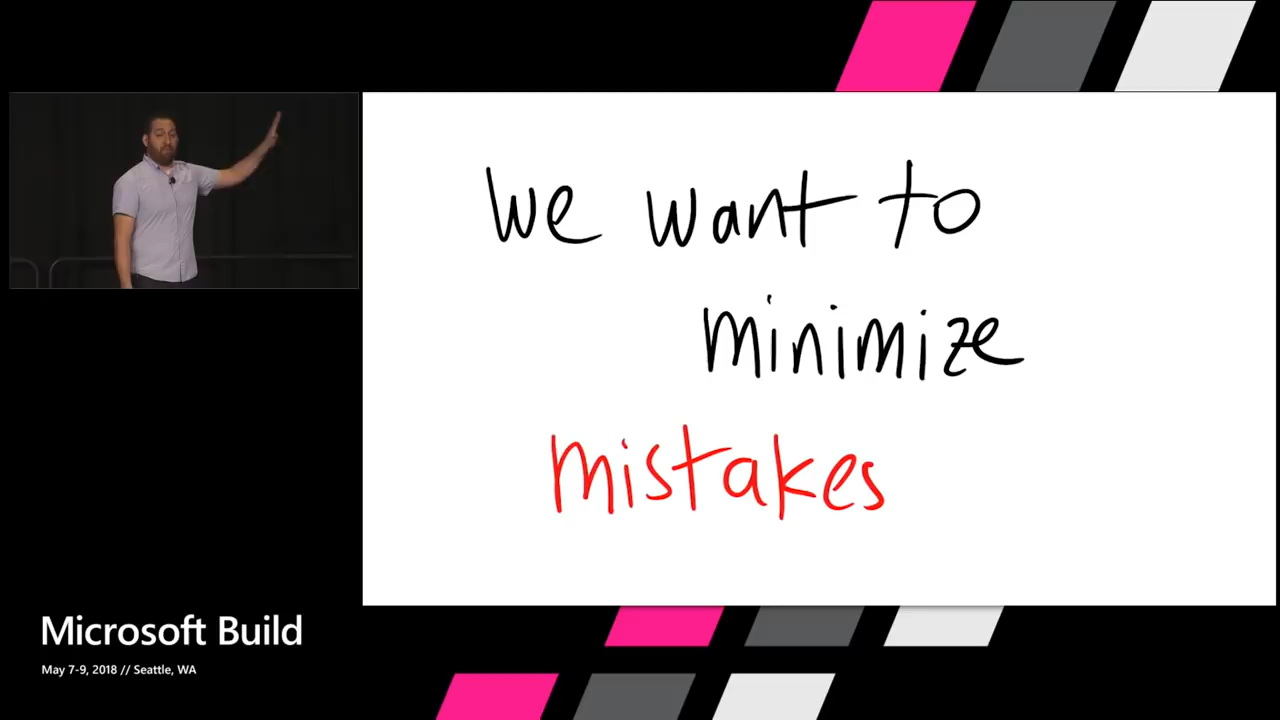 we want to
minimize
mistakes
Microsoft Build
May 7-9, 2018 // Seattle, WA